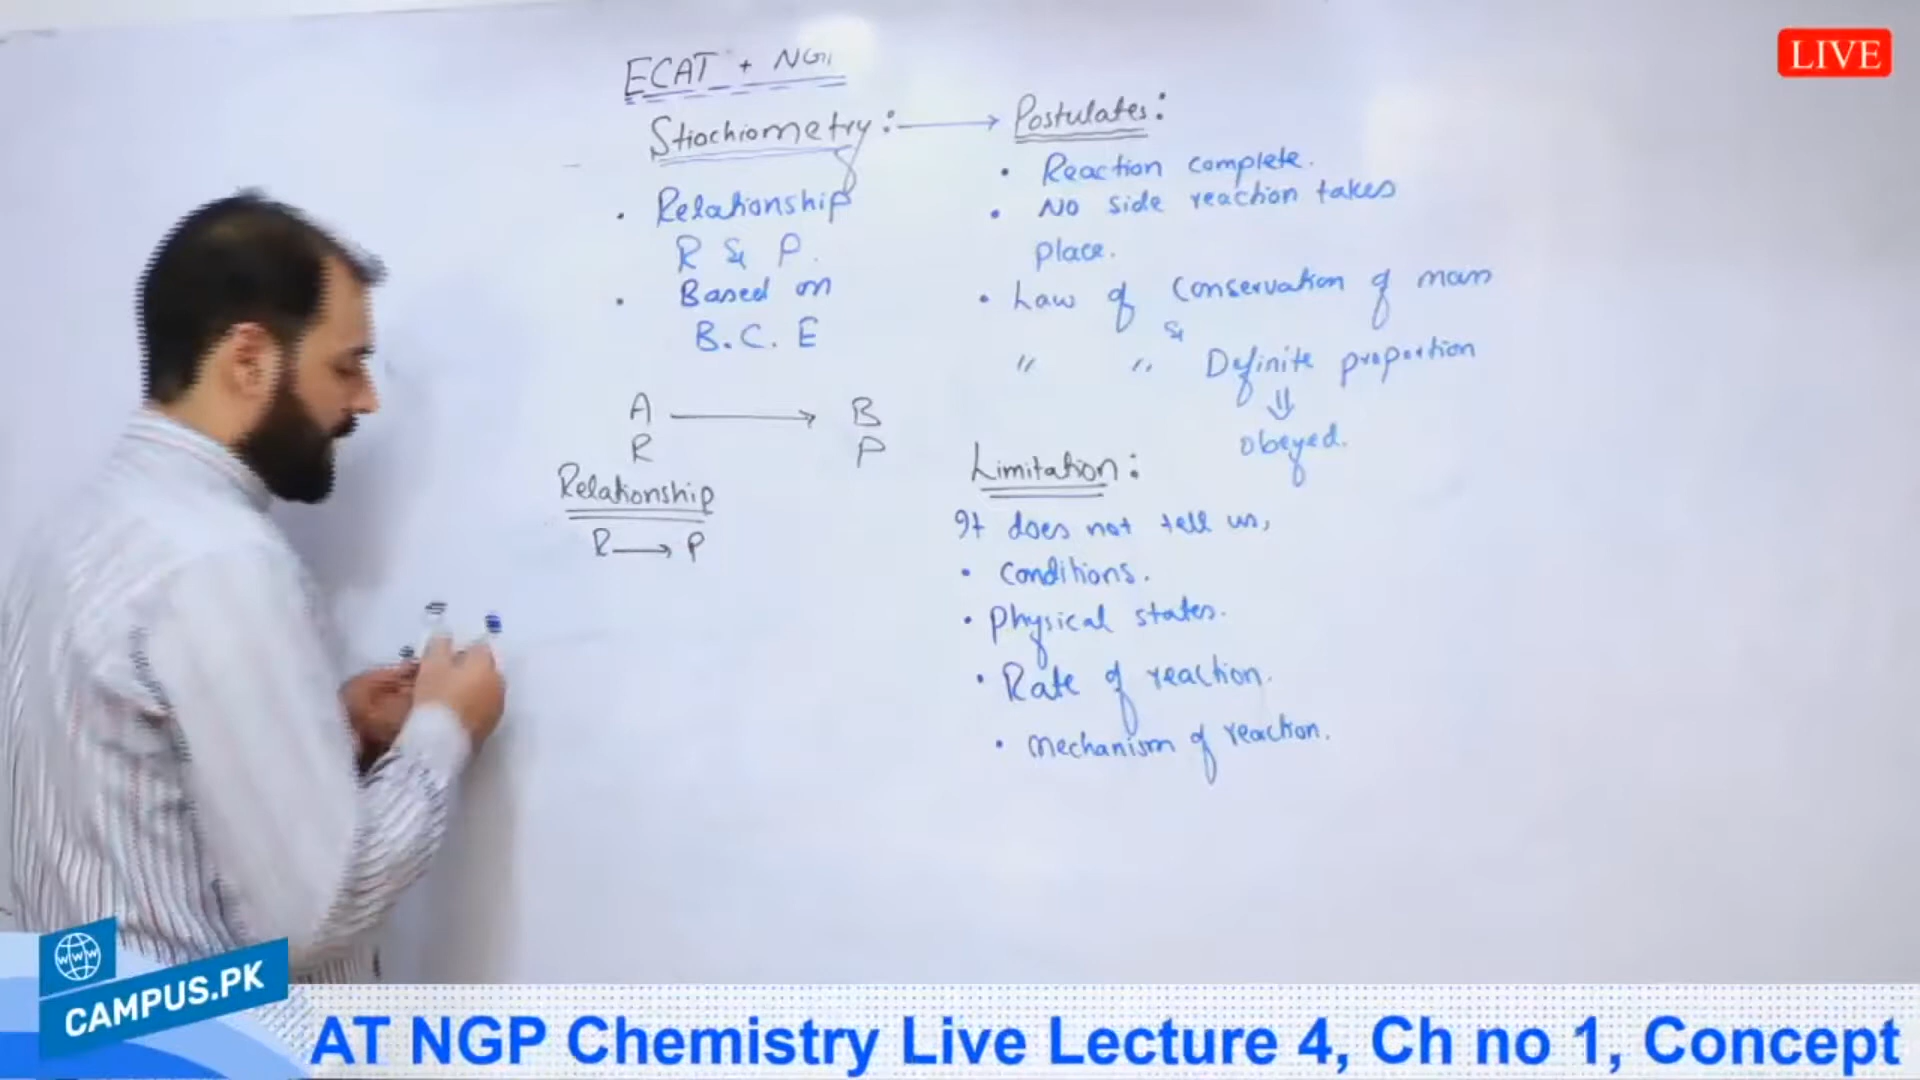 LIVE
ECAT + NGP
Stiochiometry :
• Relationship
R & P.
• Based on
B. C. E
A → B
R P
Relationship
R → P
Postulates :
• Reaction complete.
• No side reaction takes
place.
• Law of Conservation of mass
&
" " Definite proportion
⇓
obeyed.
Limitation :
It does not tell us,
• Conditions.
• Physical states.
• Rate of reaction.
• Mechanism of reaction.
WWW
CAMPUS.PK
AT NGP Chemistry Live Lecture 4, Ch no 1, Concept